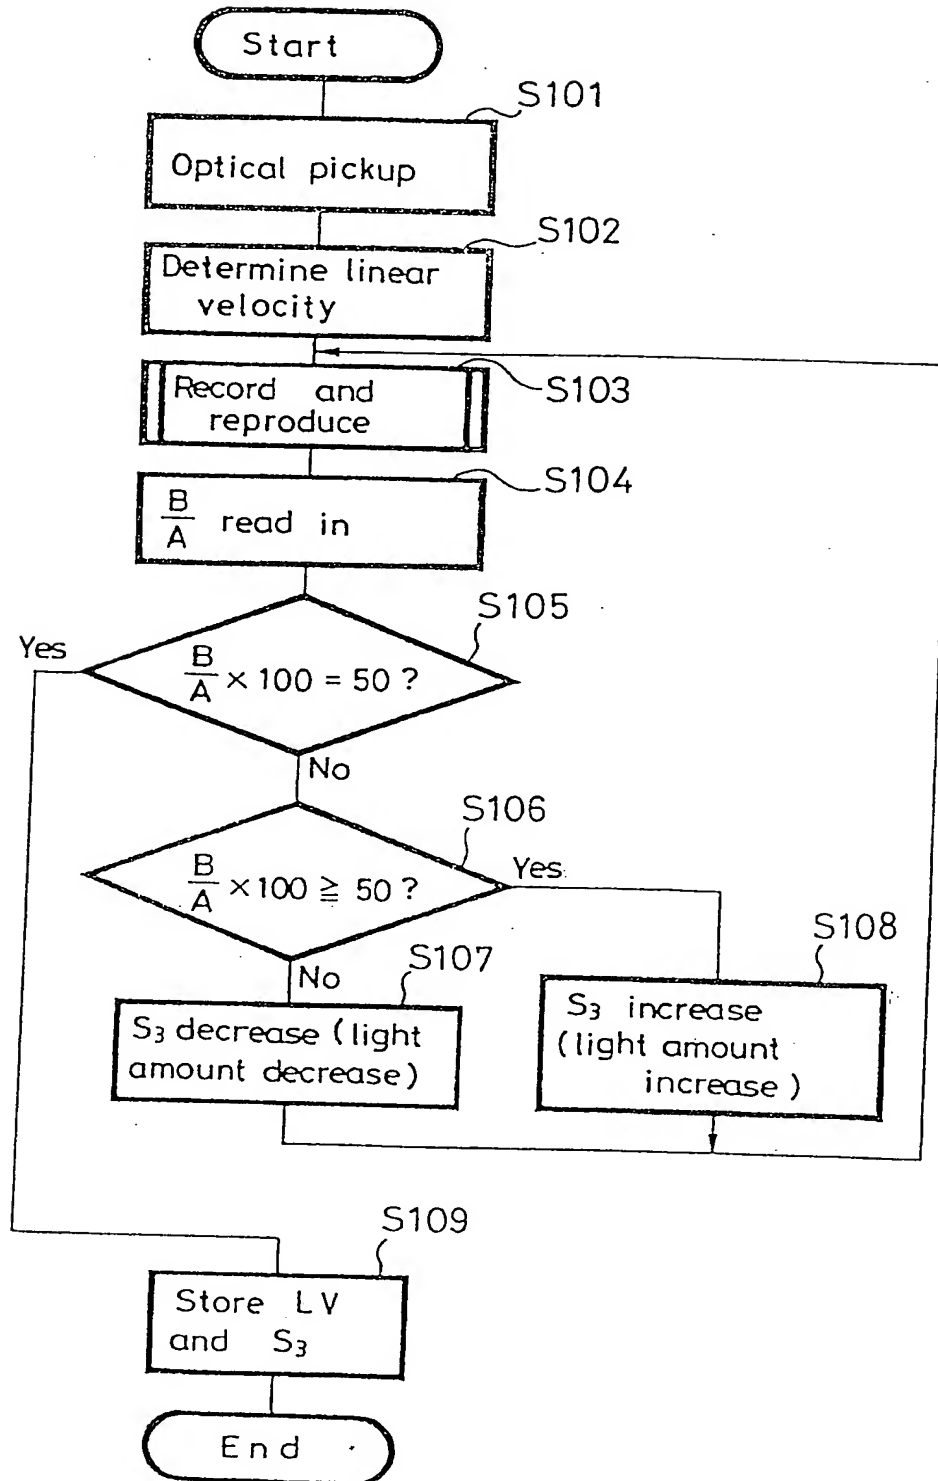 Start
S101
Optical pickup
S102
Determine linear
velocity
S103
Record and
reproduce
S104
B/A read in
S105
Yes
B/A × 100 = 50 ?
No
S106
Yes
B/A × 100 ≧ 50 ?
No
S107
S108
S₃ decrease (light
amount decrease)
S₃ increase
(light amount
increase)
S109
Store LV
and S₃
End